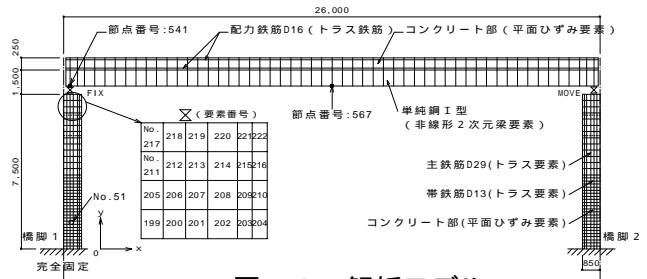 26,000
節点番号:541
配力鉄筋D16(トラス鉄筋)
コンクリート部(平面ひずみ要素)
250
1,500
7,500
FIX
MOVE
(要素番号)
節点番号:567
単純鋼I型
(非線形2次元梁要素)
No.
217 218 219 220 221 222
No.
211 212 213 214 215 216
205 206 207 208 209 210
199 200 201 202 203 204
主鉄筋D29(トラス要素)
帯鉄筋D13(トラス要素)
コンクリート部(平面ひずみ要素)
No.51
y
0
x
橋脚1
橋脚2
完全固定
850